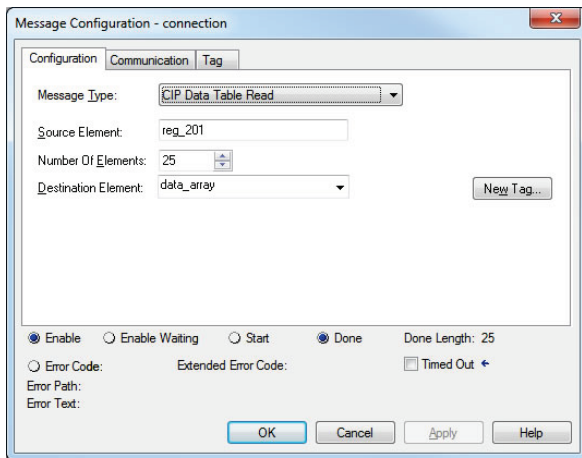 Message Configuration - connection
Configuration Communication Tag
Message Type: CIP Data Table Read
Source Element: reg_201
Number Of Elements: 25
Destination Element: data_array New Tag...
Enable Enable Waiting Start Done Done Length: 25
Error Code: Extended Error Code: Timed Out
Error Path:
Error Text:
OK Cancel Apply Help